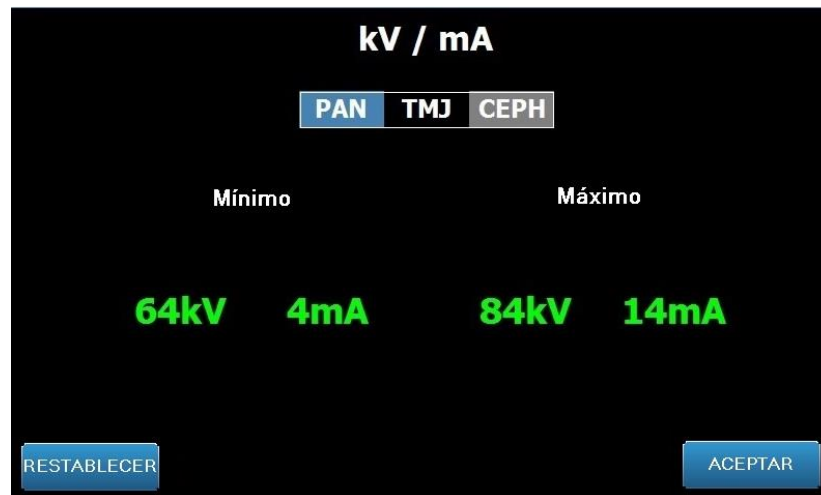 kV / mA
PAN TMJ CEPH
Mínimo Máximo
64kV 4mA 84kV 14mA
RESTABLECER ACEPTAR